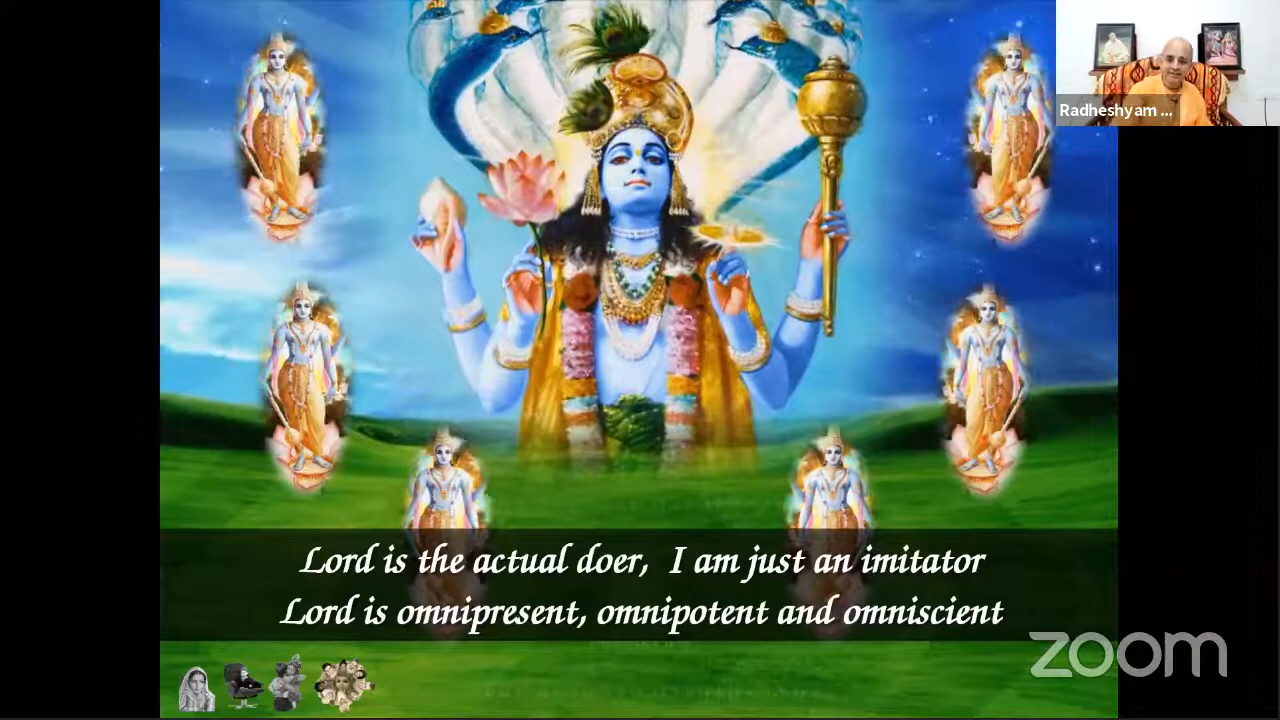 Radheshyam ...
Lord is the actual doer, I am just an imitator
Lord is omnipresent, omnipotent and omniscient
zoom